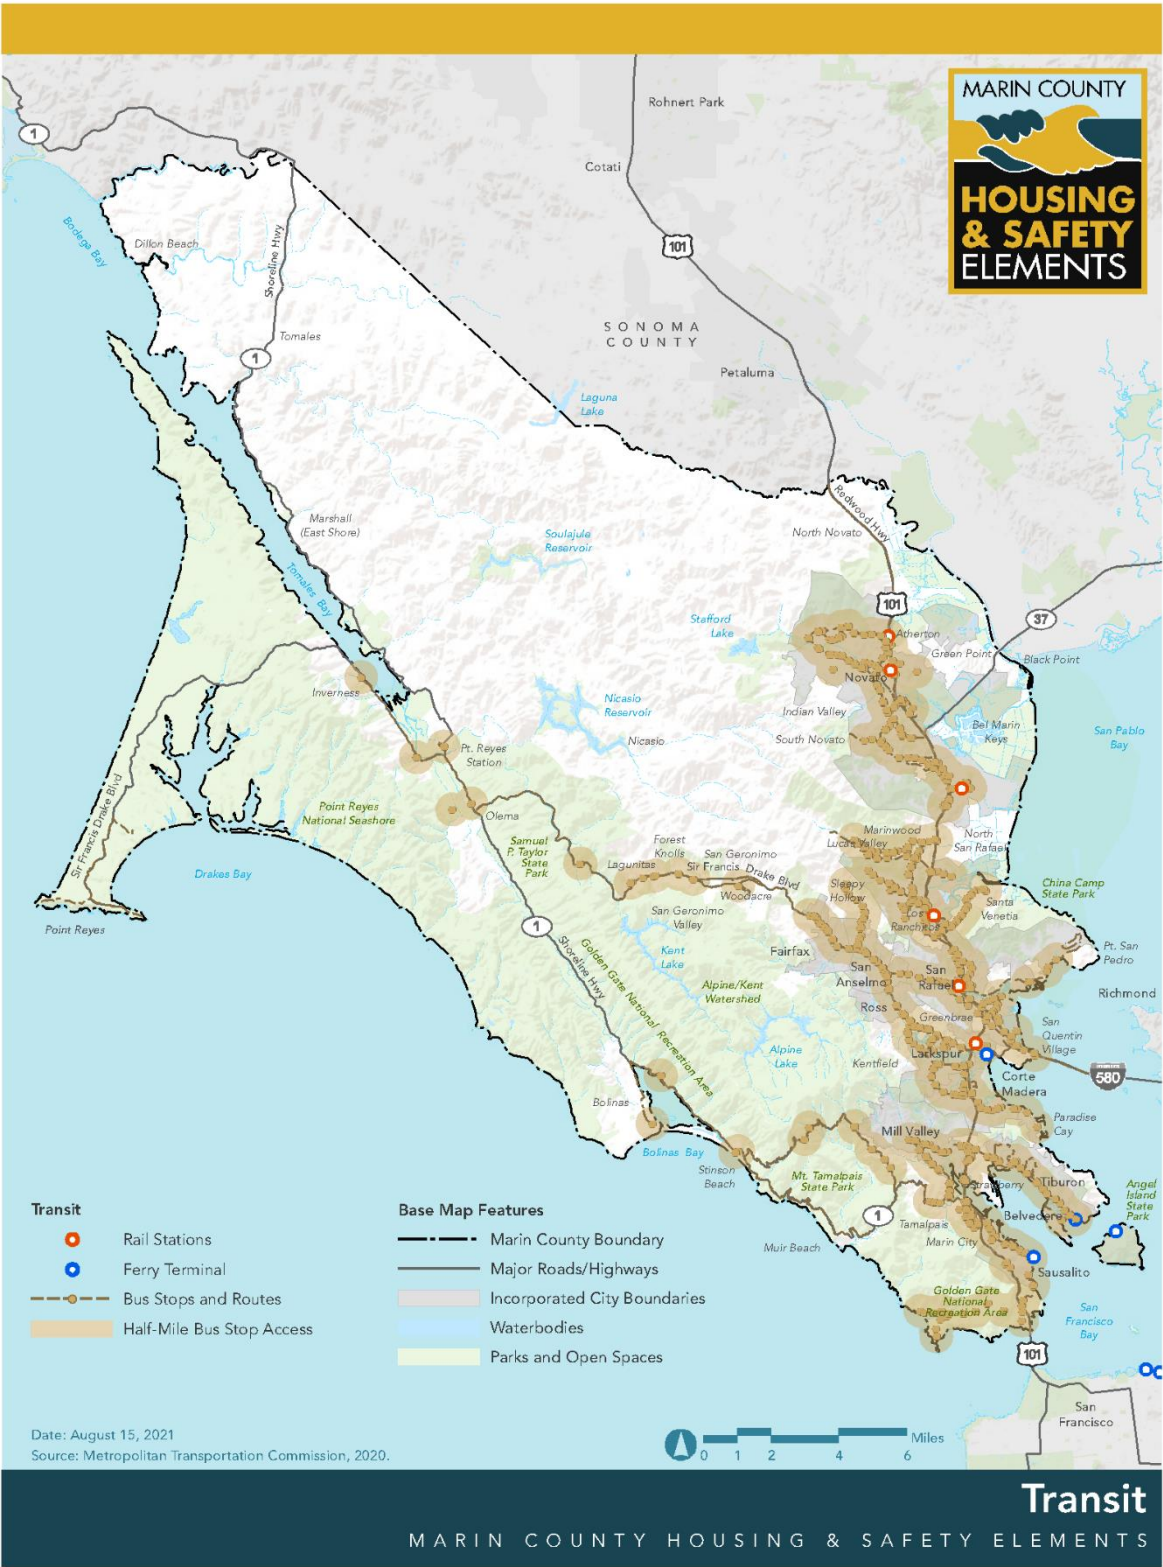 MARIN COUNTY
HOUSING
& SAFETY
ELEMENTS
Rohnert Park
1
Cotati
Bodega Bay
Dillon Beach
Shoreline Hwy
101
SONOMA
COUNTY
Tomales
1
Petaluma
Laguna
Lake
Redwood Hwy
Marshall
(East Shore)
Soulajule
Reservoir
North Novato
Tomales Bay
101
37
Stafford
Lake
Atherton
Green Point
Black Point
Inverness
Novato
Nicasio
Reservoir
Indian Valley
Bel Marin
Keys
San Pablo
Bay
Nicasio
South Novato
Pt. Reyes
Station
Sir Francis Drake Blvd
Point Reyes
National Seashore
Olema
Samuel
P. Taylor
State
Park
Forest
Knolls
Marinwood
Lucas Valley
North
San Rafael
Lagunitas
San Geronimo
Sir Francis Drake Blvd
Drakes Bay
Woodacre
Sleepy
Hollow
China Camp
State Park
Santa
Venetia
Los
Ranchitos
San Geronimo
Valley
1
Point Reyes
Shoreline Hwy
Golden Gate National Recreation Area
Kent
Lake
Fairfax
Pt. San
Pedro
San
Anselmo
San
Rafael
Alpine/Kent
Watershed
Richmond
Ross
Greenbrae
San
Quentin
Village
Alpine
Lake
Kentfield
Larkspur
580
Corte
Madera
Bolinas
Paradise
Cay
Mill Valley
Bolinas Bay
Stinson
Beach
Mt. Tamalpais
State Park
Strawberry
Tiburon
Angel
Island
State
Park
Belvedere
1
Tamalpais
Marin City
Muir Beach
Sausalito
Golden Gate
National
Recreation Area
San
Francisco
Bay
101
San
Francisco
Transit
Rail Stations
Ferry Terminal
Bus Stops and Routes
Half-Mile Bus Stop Access
Base Map Features
Marin County Boundary
Major Roads/Highways
Incorporated City Boundaries
Waterbodies
Parks and Open Spaces
Date: August 15, 2021
Source: Metropolitan Transportation Commission, 2020.
0 1 2 4 6 Miles
Transit
MARIN COUNTY HOUSING & SAFETY ELEMENTS